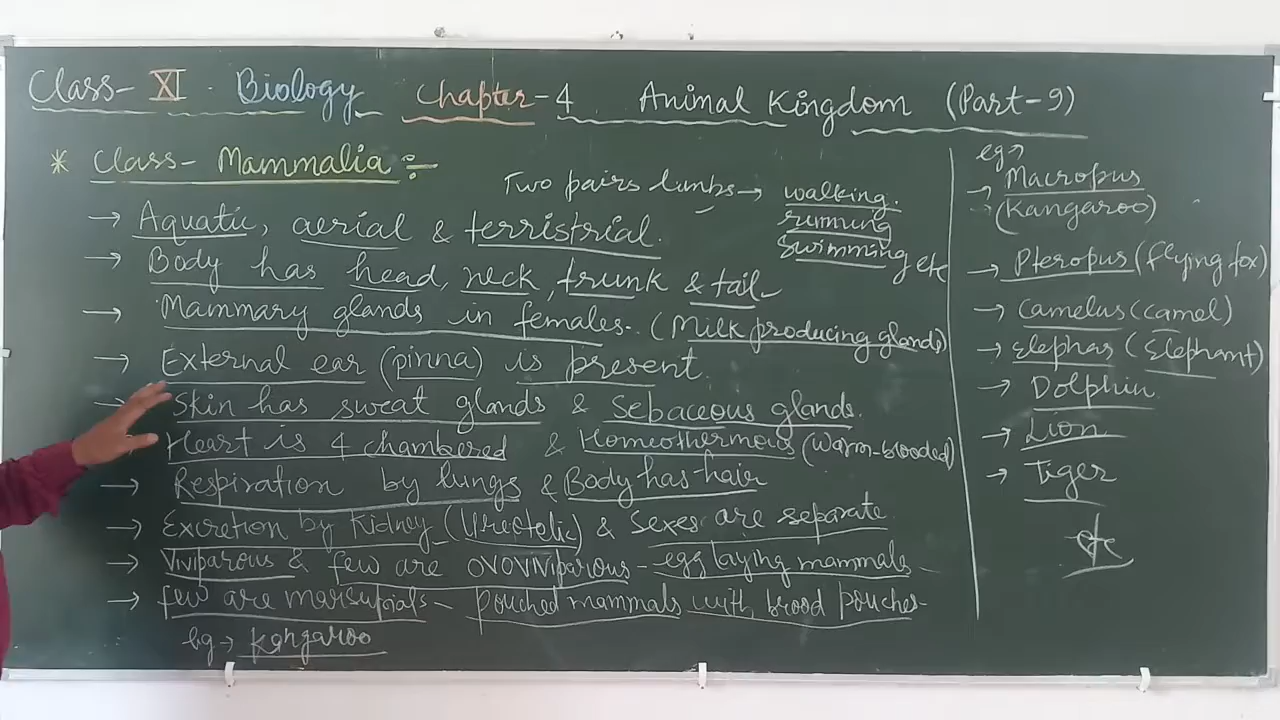 Class- XI . Biology Chapter-4 Animal Kingdom (Part-9)
* Class- Mammalia :-
Two pairs limbs → walking.
running
swimming etc
→ Aquatic, aerial & terristrial.
→ Body has head, neck, trunk & tail-
→ Mammary glands in females- (Milk producing glands)
→ External ear (pinna) is present.
→ Skin has sweat glands & Sebaceous glands.
Heart is 4 chambered & Homeothermous (warm-blooded)
→ Respiration by lungs & Body has hair
→ Excretion by kidney (Ureotelic) & Sexes are separate
→ Viviparous & few are ovoviviparous - egg laying mammals -
→ few are marsupials - pouched mammals with brood pouches-
eg → Kangaroo
eg →
→ Macropus
(Kangaroo)
→ Pteropus (flying fox)
→ Camelus (camel)
→ Elephas (Elephant)
→ Dolphin
→ Lion
→ Tiger
etc